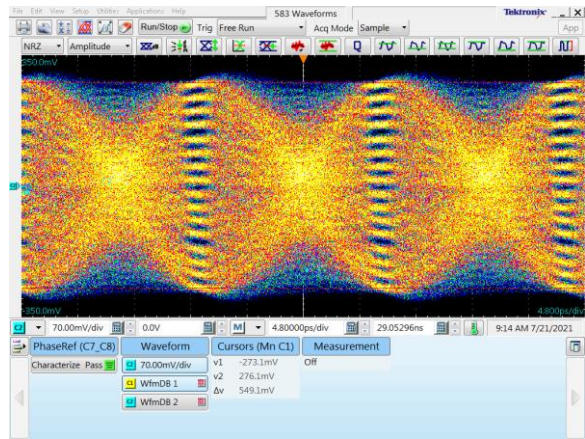 File Edit View Setup Utilities Applications Help
583 Waveforms
Tektronix
X
Run/Stop Trig Free Run Acq Mode Sample App
NRZ Amplitude
350.0mV
-350.0mV 4.800ps/div
C2 70.00mV/div 0.0V M 4.80000ps/div 29.05296ns 9:14 AM 7/21/2021
PhaseRef (C7_C8) Waveform Cursors (Mn C1) Measurement
Characterize Pass 70.00mV/div v1 -273.1mV Off
WfmDB 1 v2 276.1mV
WfmDB 2 Δv 549.1mV